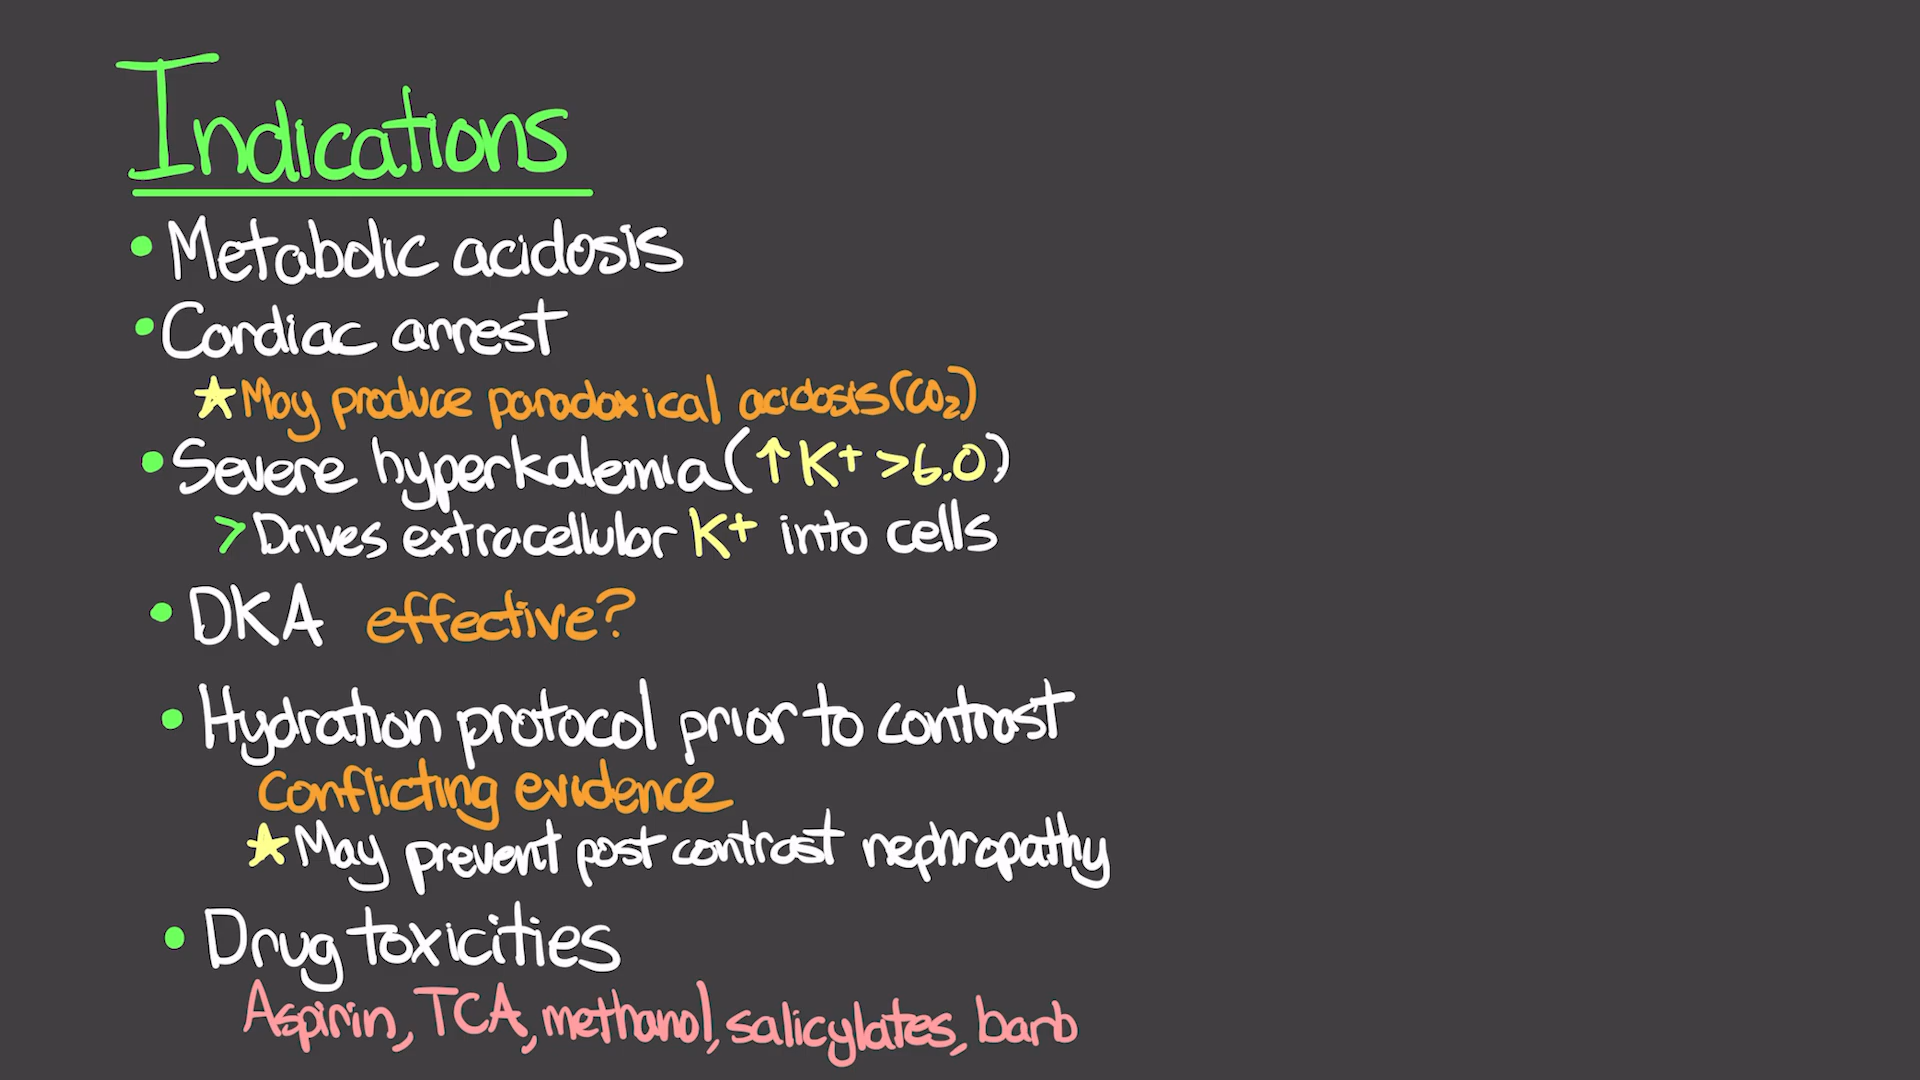 Indications
• Metabolic acidosis
• Cardiac arrest
★ May produce paradoxical acidosis (CO₂)
• Severe hyperkalemia (↑ K+ >6.0)
> Drives extracellular K+ into cells
• DKA effective?
• Hydration protocol prior to contrast
Conflicting evidence
★ May prevent post contrast nephropathy
• Drug toxicities
Aspirin, TCA, methanol, salicylates, barb